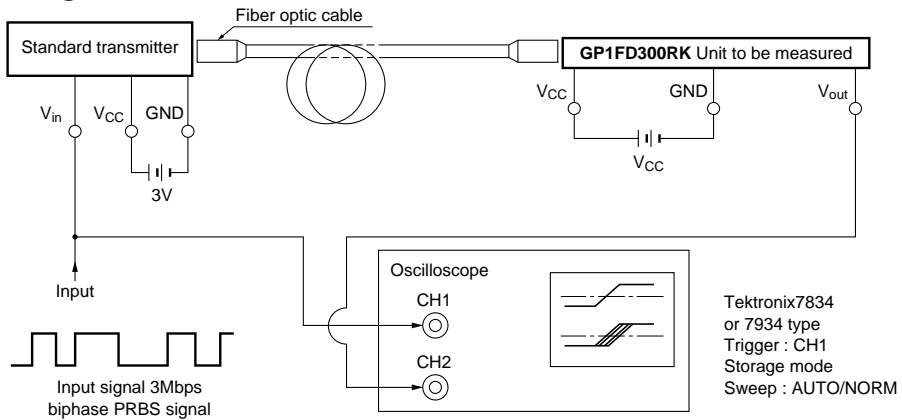 Fiber optic cable
Standard transmitter
GP1FD300RK Unit to be measured
Vin
VCC
GND
3V
VCC
GND
Vout
VCC
Input
Input signal 3Mbps
biphase PRBS signal
Oscilloscope
CH1
CH2
Tektronix7834
or 7934 type
Trigger : CH1
Storage mode
Sweep : AUTO/NORM